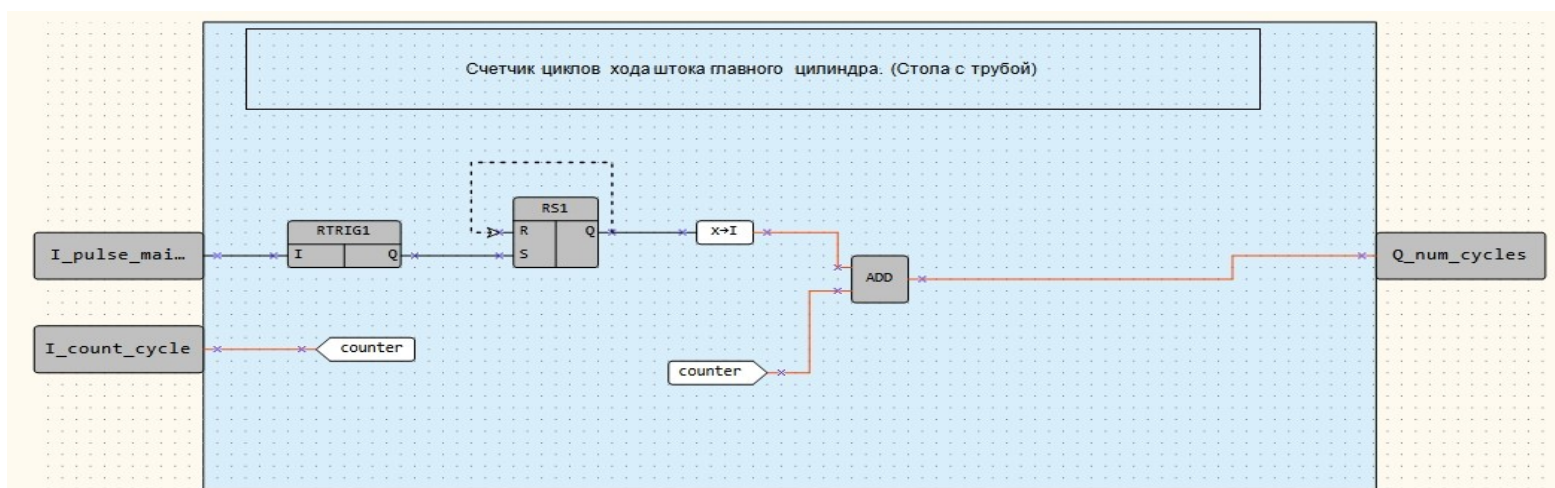 Счетчик циклов хода штока главного цилиндра. (Стола с трубой)
RS1
RTRIG1
R Q
x→I
I_pulse_mai…
I Q
S
Q_num_cycles
ADD
I_count_cycle
counter
counter